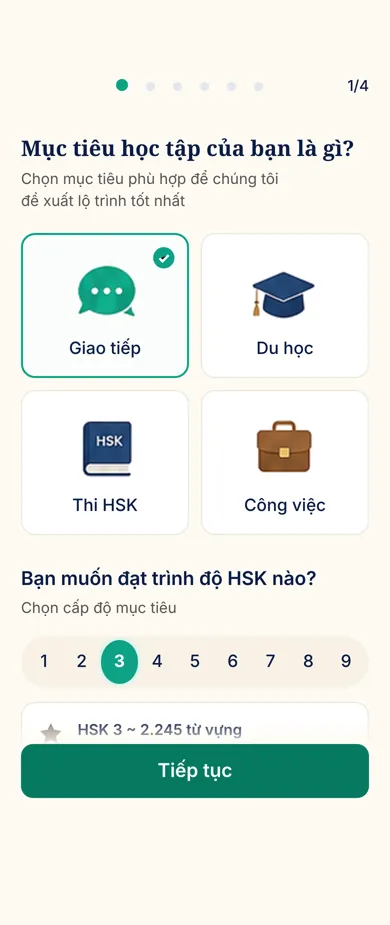 1/4
Mục tiêu học tập của bạn là gì?
Chọn mục tiêu phù hợp để chúng tôi
đề xuất lộ trình tốt nhất
Giao tiếp
Du học
HSK
Thi HSK
Công việc
Bạn muốn đạt trình độ HSK nào?
Chọn cấp độ mục tiêu
1 2 3 4 5 6 7 8 9
HSK 3 ~ 2.245 từ vựng
Tiếp tục